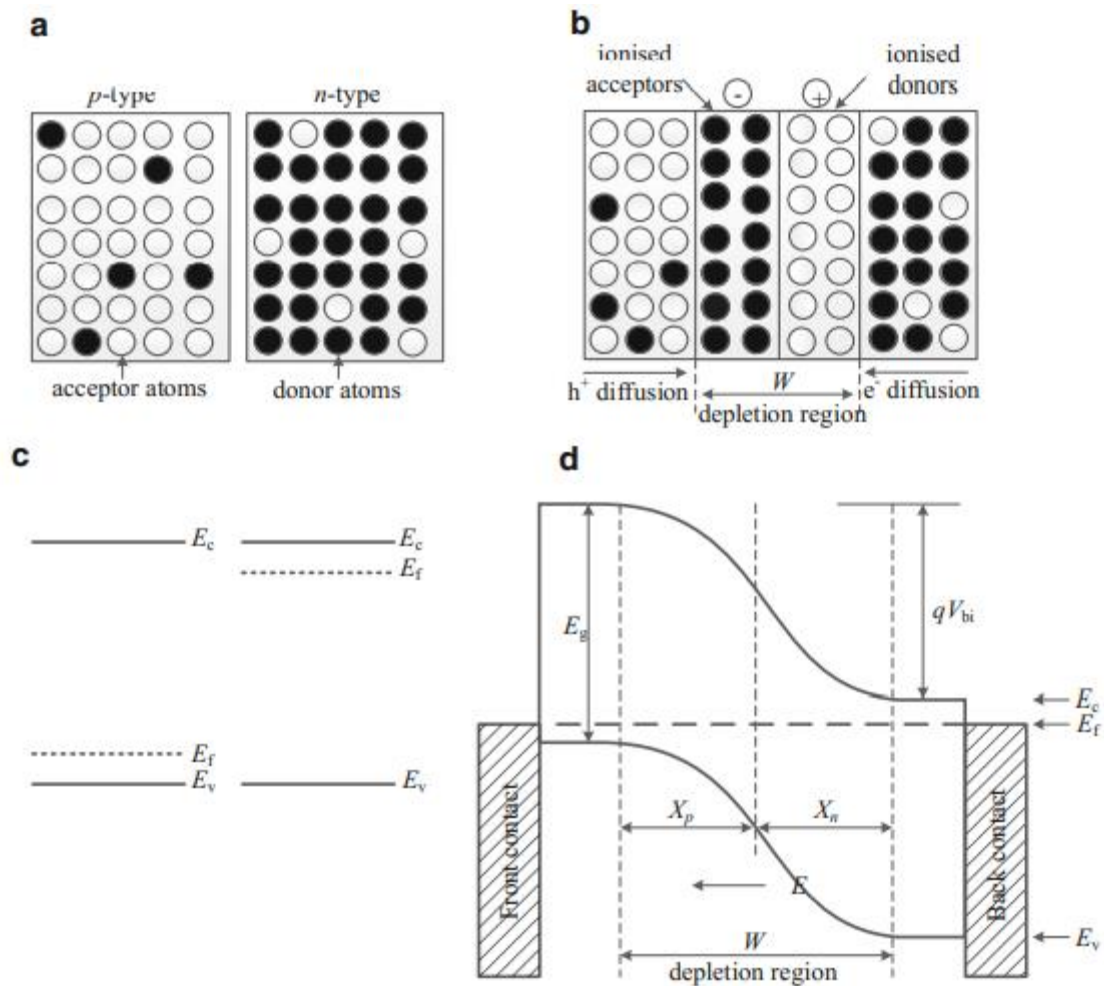 a
p-type
n-type
acceptor atoms
donor atoms
b
ionised
acceptors
ionised
donors
-
+
h+ diffusion
W
e- diffusion
depletion region
c
Ec
Ec
Ef
Ef
Ev
Ev
d
Eg
qVbi
Ec
Ef
Xp
Xn
E
Front contact
Back contact
W
depletion region
Ev